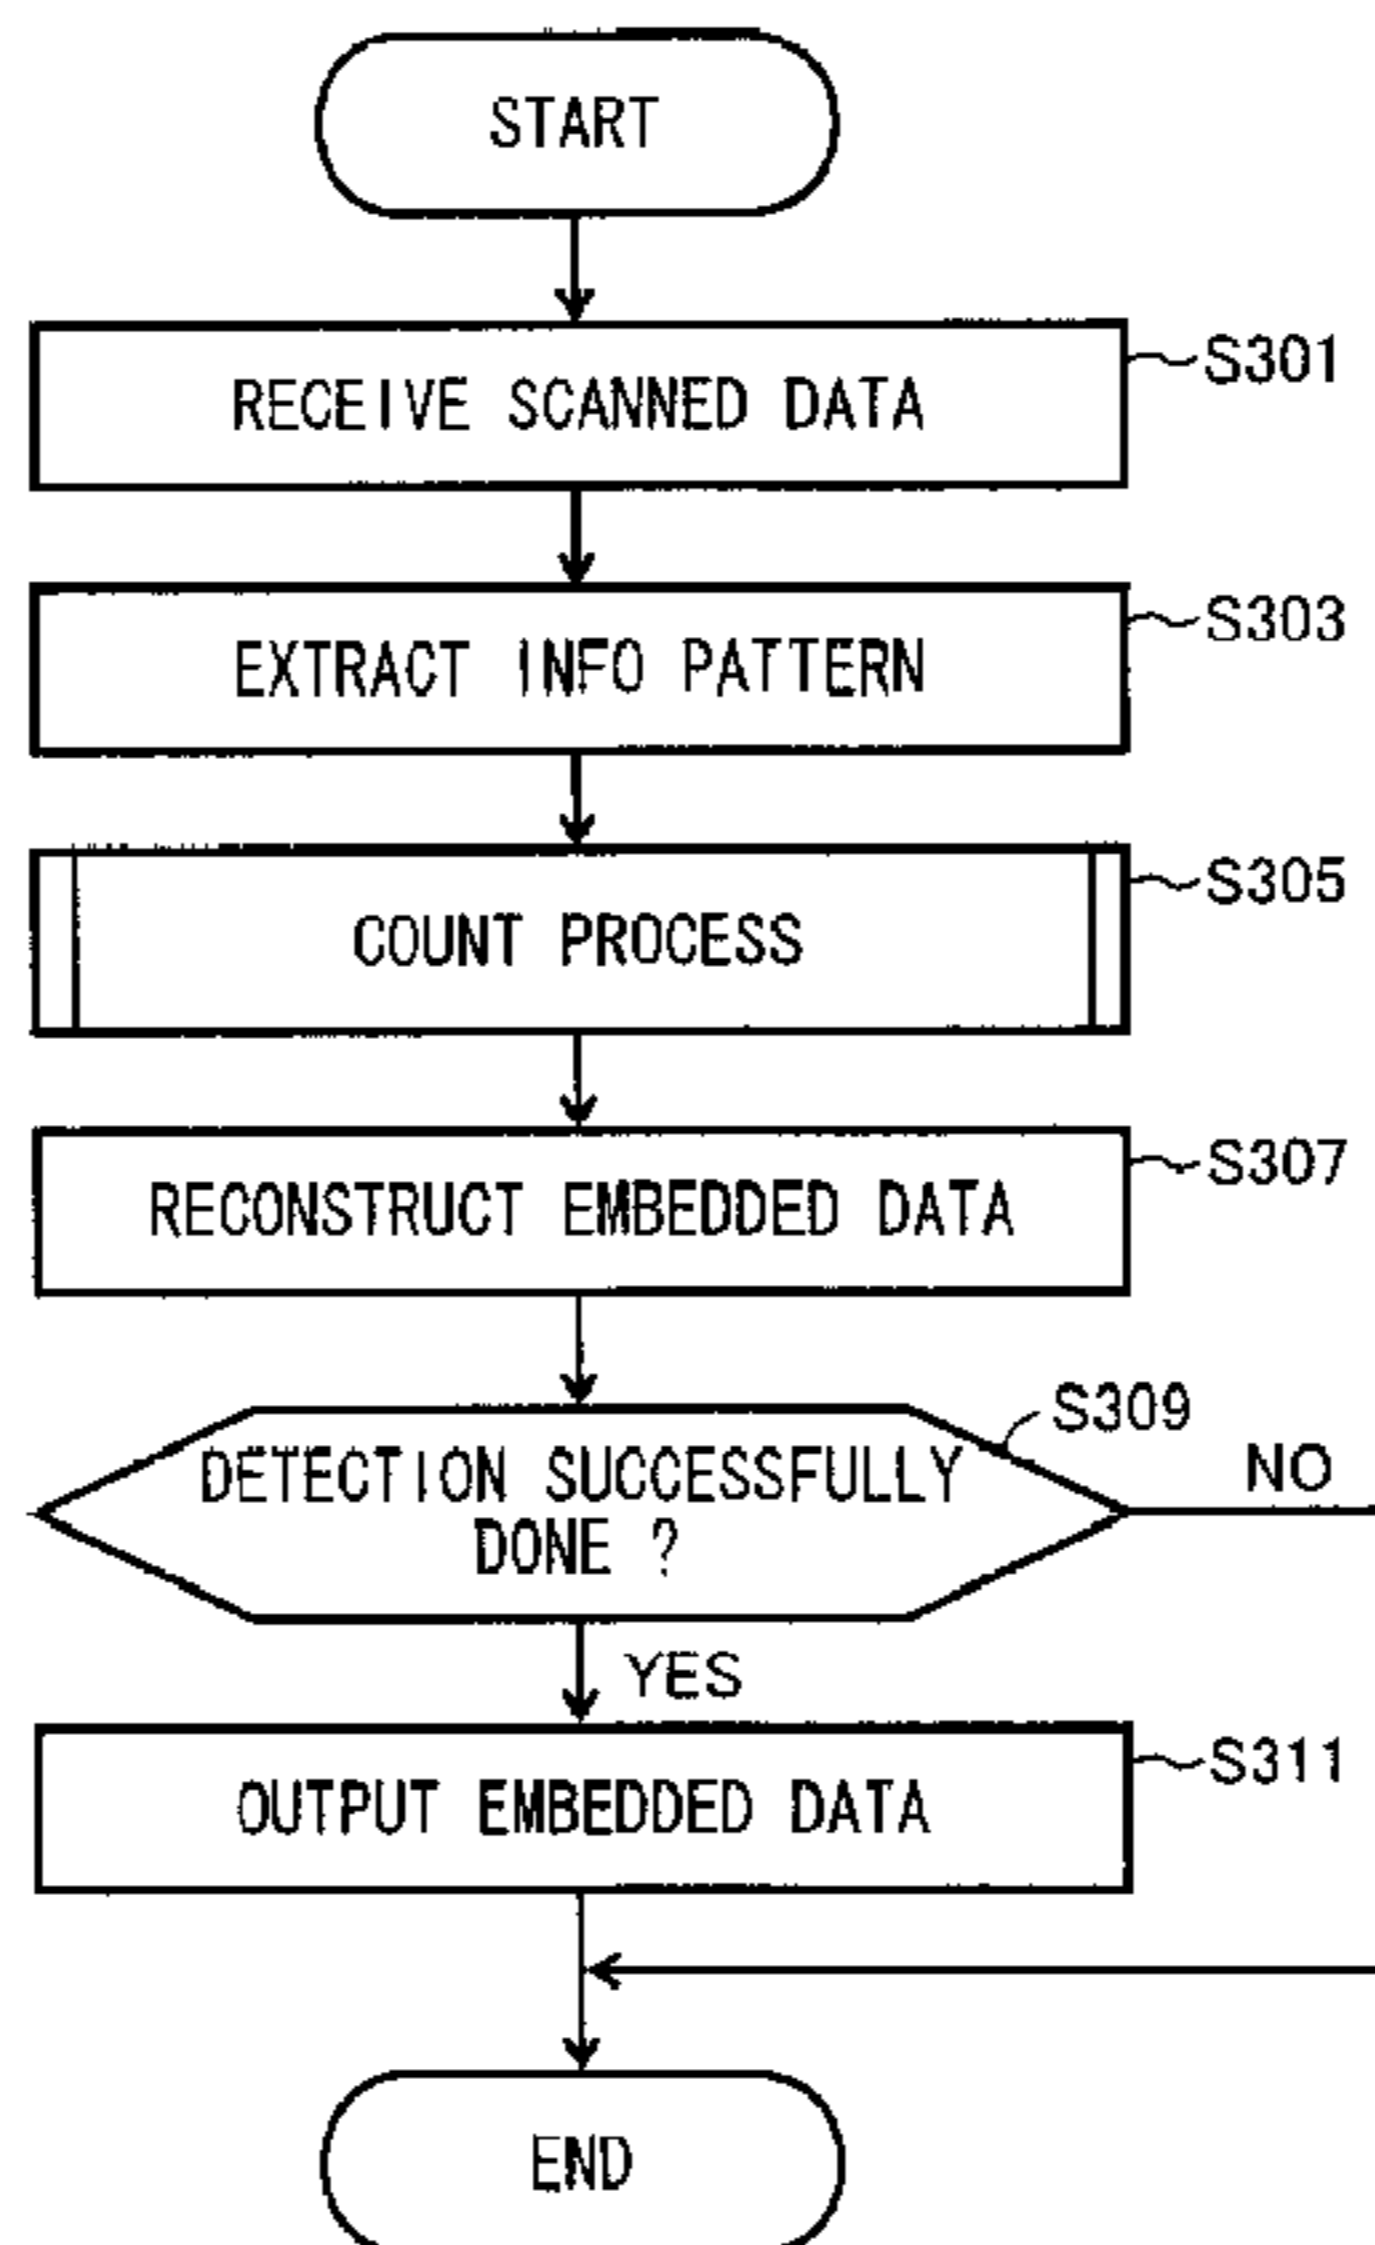 START
RECEIVE SCANNED DATA
S301
EXTRACT INFO PATTERN
S303
COUNT PROCESS
S305
RECONSTRUCT EMBEDDED DATA
S307
S309
DETECTION SUCCESSFULLY
DONE ?
NO
YES
OUTPUT EMBEDDED DATA
S311
END